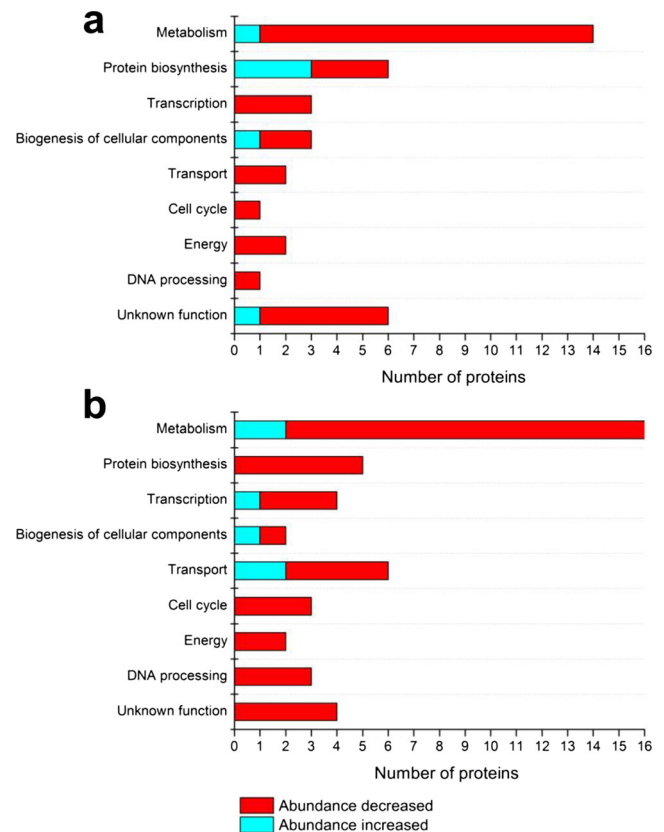 a
Metabolism
Protein biosynthesis
Transcription
Biogenesis of cellular components
Transport
Cell cycle
Energy
DNA processing
Unknown function
0 1 2 3 4 5 6 7 8 9 10 11 12 13 14 15 16
Number of proteins
b
Metabolism
Protein biosynthesis
Transcription
Biogenesis of cellular components
Transport
Cell cycle
Energy
DNA processing
Unknown function
0 1 2 3 4 5 6 7 8 9 10 11 12 13 14 15 16
Number of proteins
Abundance decreased
Abundance increased